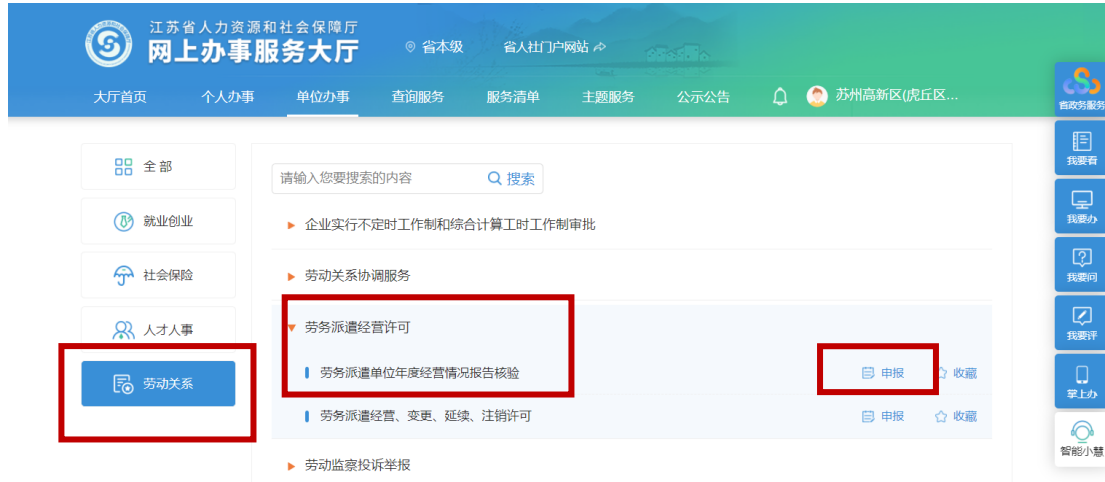 江苏省人力资源和社会保障厅
网上办事服务大厅
省本级 省人社门户网站
大厅首页 个人办事 单位办事 查询服务 服务清单 主题服务 公示公告 苏州高新区(虎丘区...
省政务服务
我要看
我要办
我要问
我要评
掌上办
智能小慧
全部
就业创业
社会保险
人才人事
劳动关系
请输入您要搜索的内容 搜索
企业实行不定时工作制和综合计算工时工作制审批
劳动关系协调服务
劳务派遣经营许可
劳务派遣单位年度经营情况报告核验 申报 收藏
劳务派遣经营、变更、延续、注销许可 申报 收藏
劳动监察投诉举报